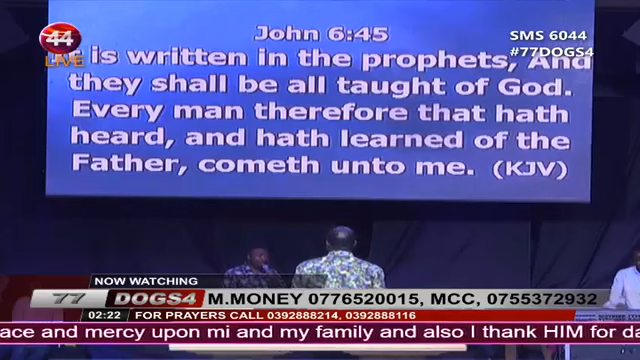 44
LIVE
SMS 6044
#77DOGS4
John 6:45
is written in the prophets, And
they shall be all taught of God.
Every man therefore that hath
heard, and hath learned of the
Father, cometh unto me. (KJV)
NOW WATCHING
77 DOGS4 M.MONEY 0776520015, MCC, 0755372932
02:22 FOR PRAYERS CALL 0392888214, 0392888116
ace and mercy upon mi and my family and also I thank HIM for da